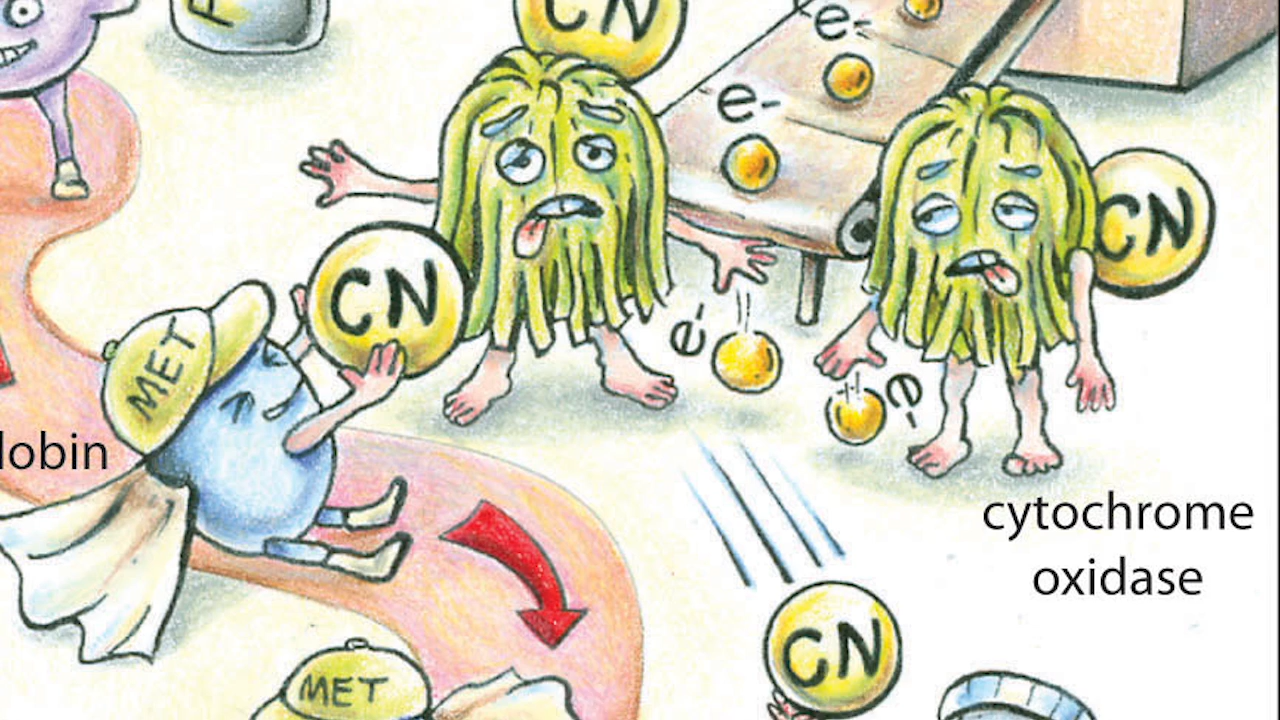 CN
e-
e-
CN
CN
e-
e-
MET
lobin
cytochrome
oxidase
CN
MET